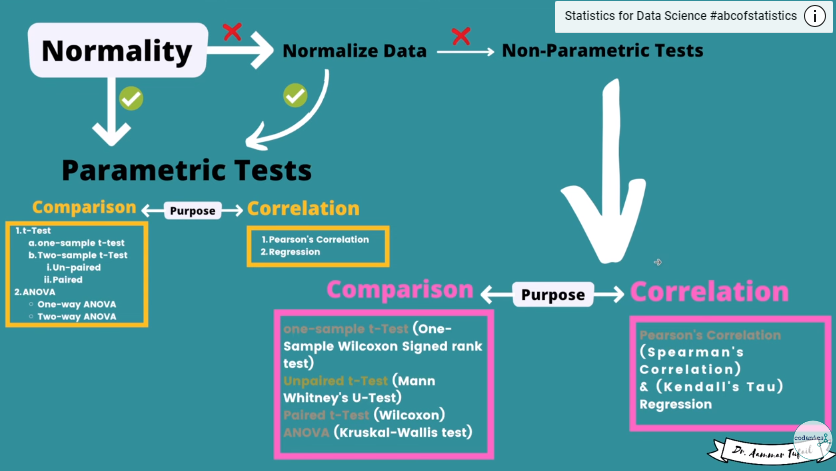 Statistics for Data Science #abcofstatistics
Normality
Normalize Data
Non-Parametric Tests
Parametric Tests
Comparison
Purpose
Correlation
1.t-Test
a.one-sample t-test
b.Two-sample t-Test
i.Un-paired
ii.Paired
2.ANOVA
One-way ANOVA
Two-way ANOVA
1.Pearson's Correlation
2.Regression
Comparison
Purpose
Correlation
one-sample t-Test (One-
Sample Wilcoxon Signed rank
test)
Unpaired t-Test (Mann
Whitney's U-Test)
Paired t-Test (Wilcoxon)
ANOVA (Kruskal-Wallis test)
Pearson's Correlation
(Spearman's
Correlation)
& (Kendall's Tau)
Regression
codanics
Dr. Aammar Tufail